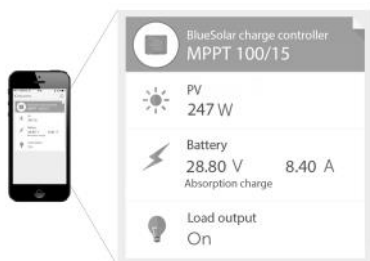 BlueSolar charge controller
MPPT 100/15
PV
247 W
Battery
28.80 V 8.40 A
Absorption charge
Load output
On